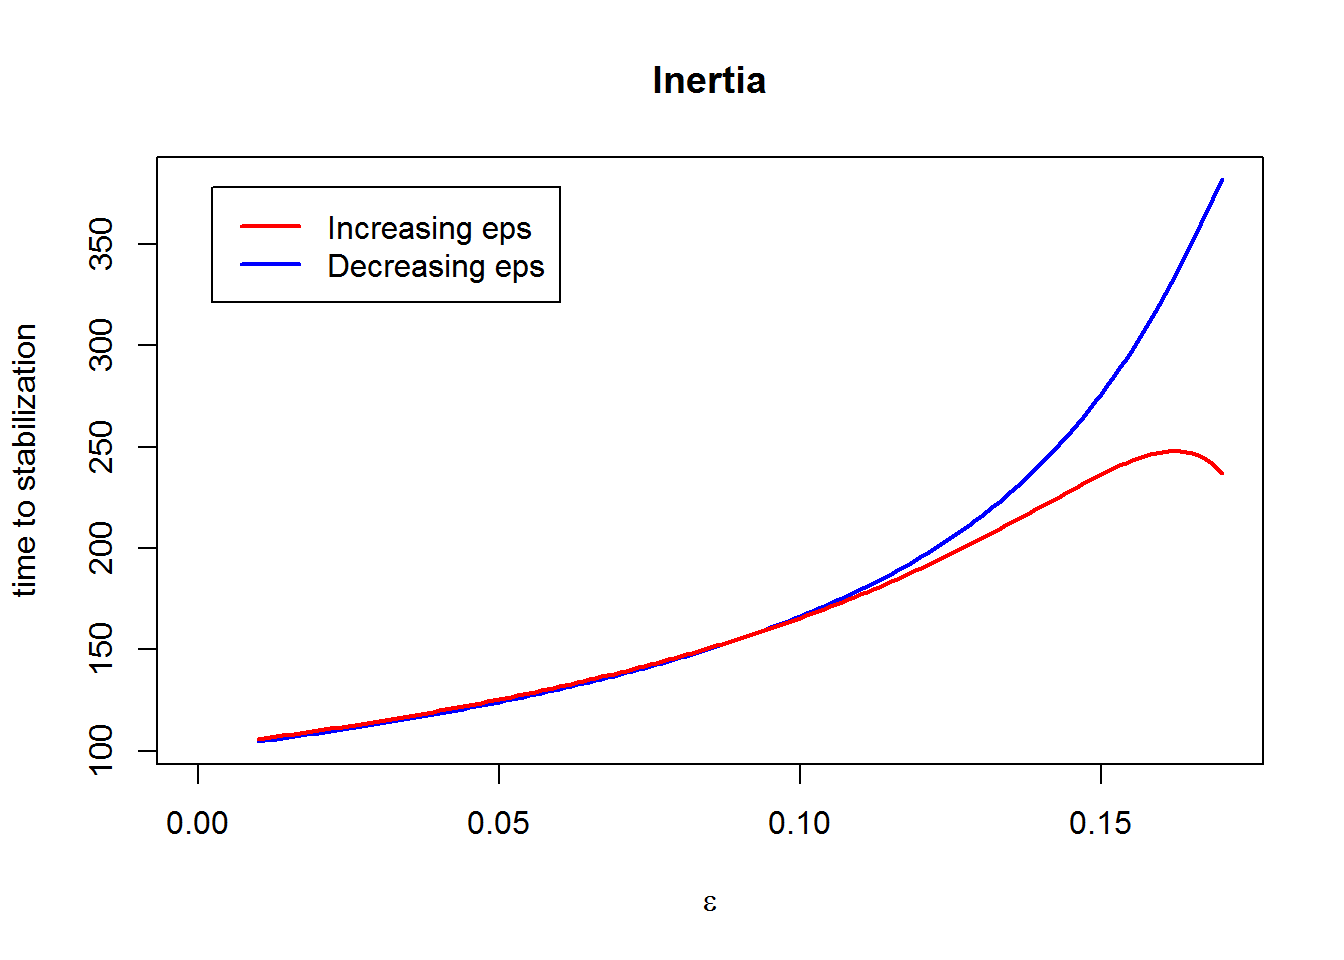 Inertia
Increasing eps
Decreasing eps
time to stabilization
350
300
250
200
150
100
0.00 0.05 0.10 0.15
ε